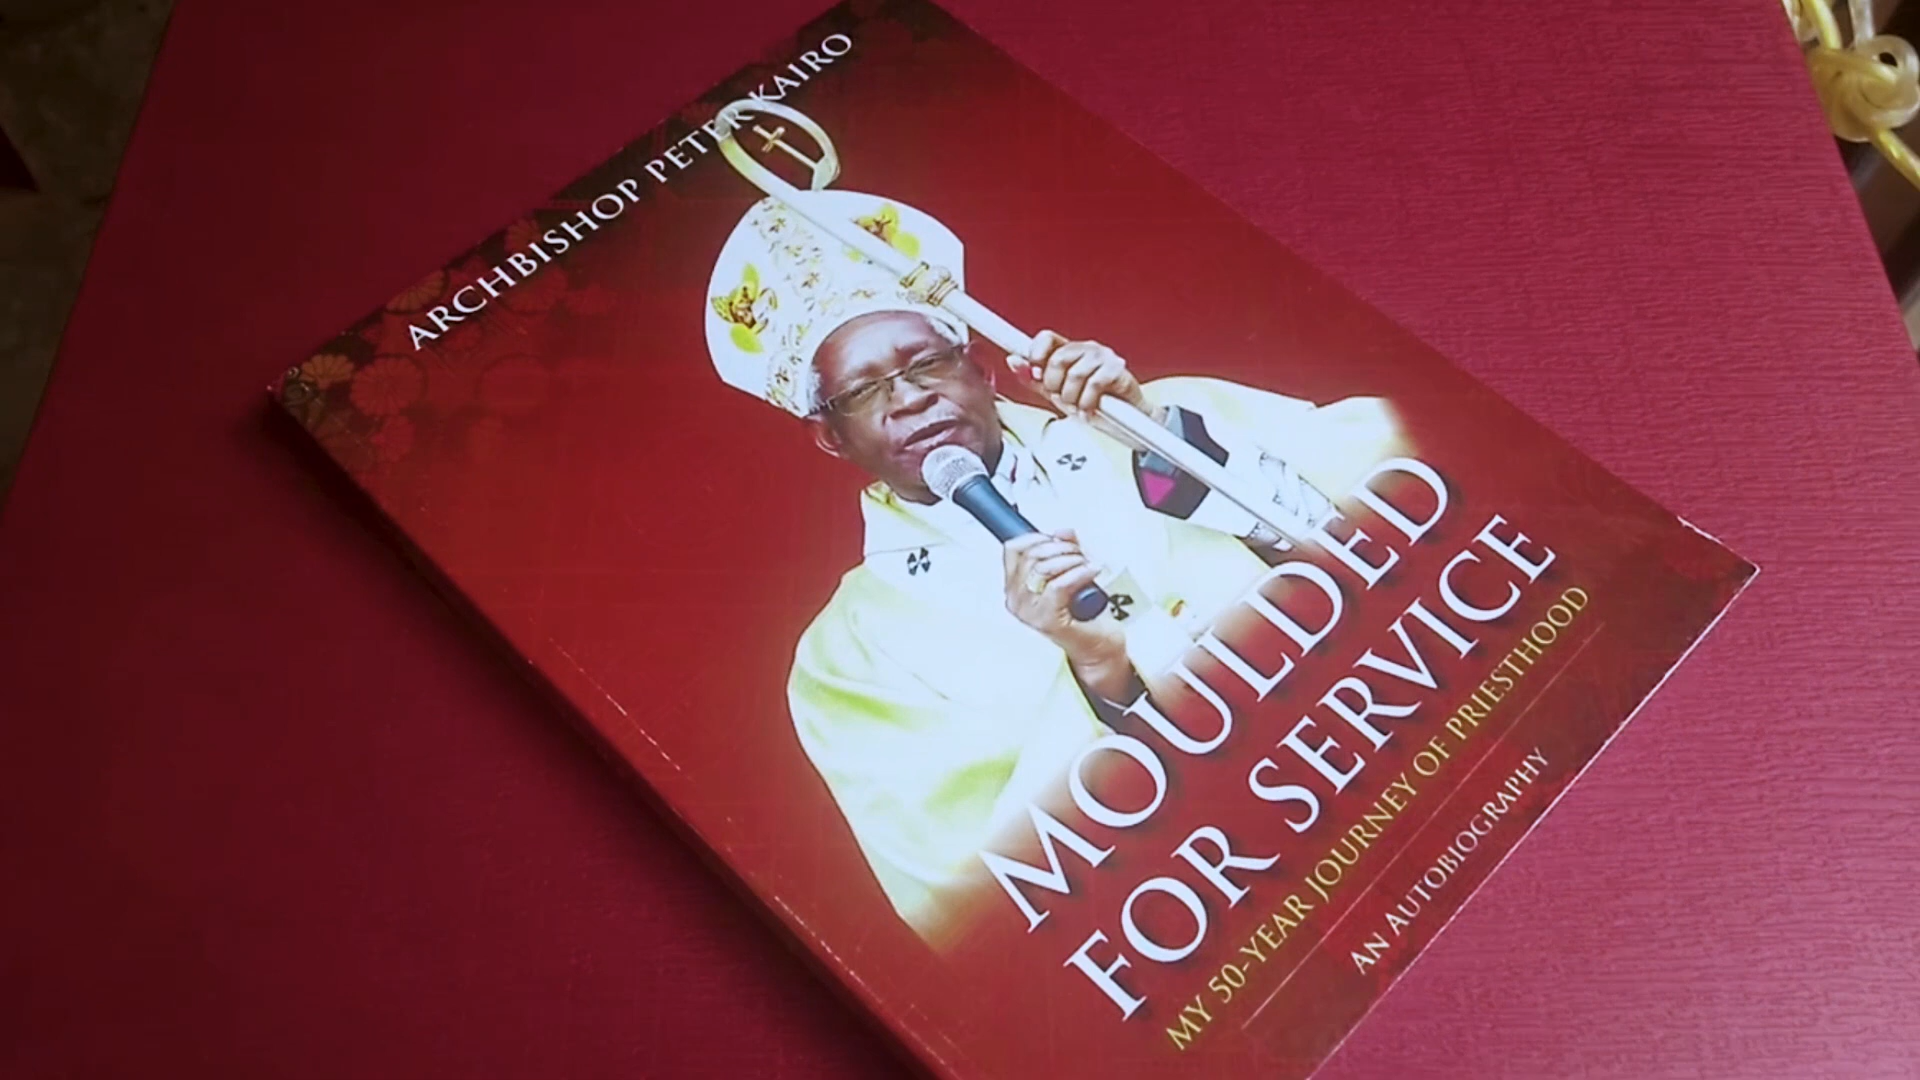 ARCHBISHOP PETER KAIRO
MOULDED
FOR SERVICE
MY 50-YEAR JOURNEY OF PRIESTHOOD
AN AUTOBIOGRAPHY